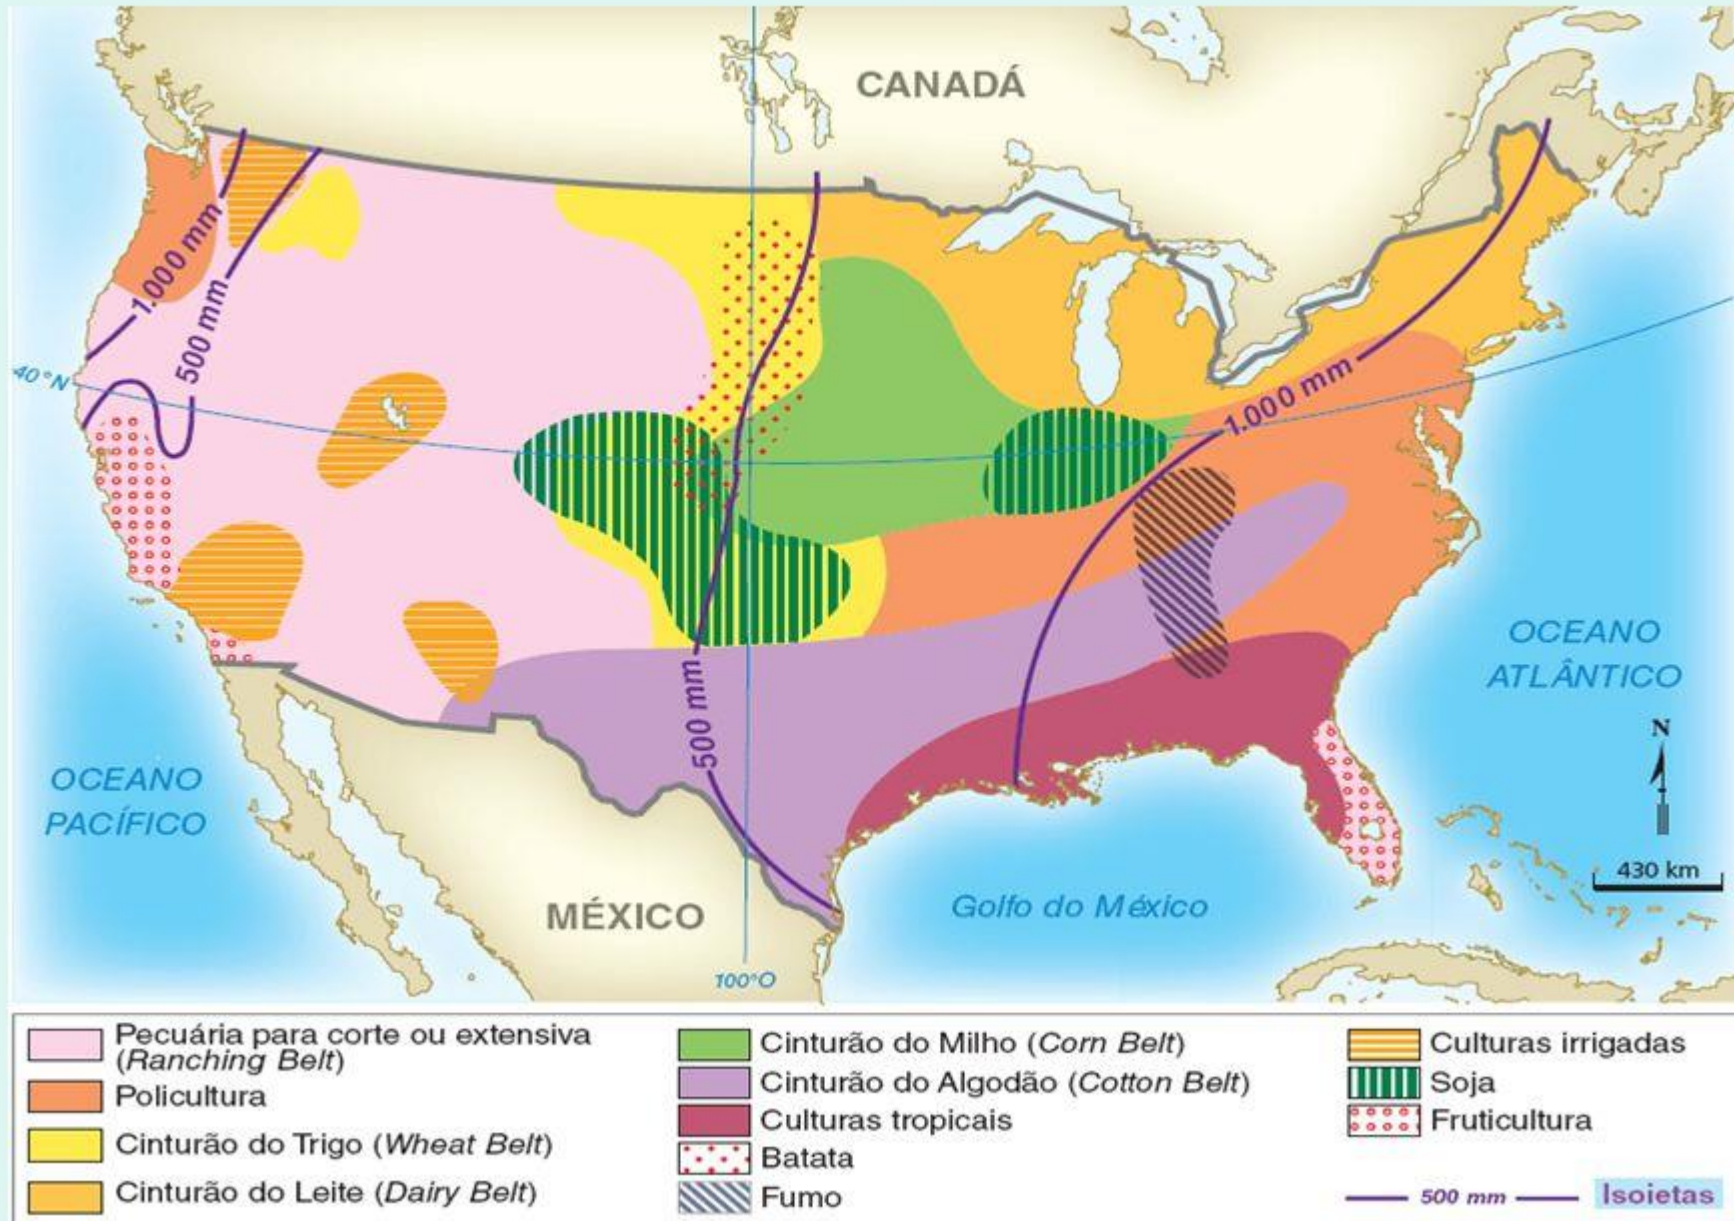 CANADÁ
1.000 mm
500 mm
40°N
1.000 mm
OCEANO
ATLÂNTICO
500 mm
N
OCEANO
PACÍFICO
430 km
MÉXICO
Golfo do México
100°O
Pecuária para corte ou extensiva
(Ranching Belt)
Policultura
Cinturão do Trigo (Wheat Belt)
Cinturão do Leite (Dairy Belt)
Cinturão do Milho (Corn Belt)
Cinturão do Algodão (Cotton Belt)
Culturas tropicais
Batata
Fumo
Culturas irrigadas
Soja
Fruticultura
500 mm
Isoietas